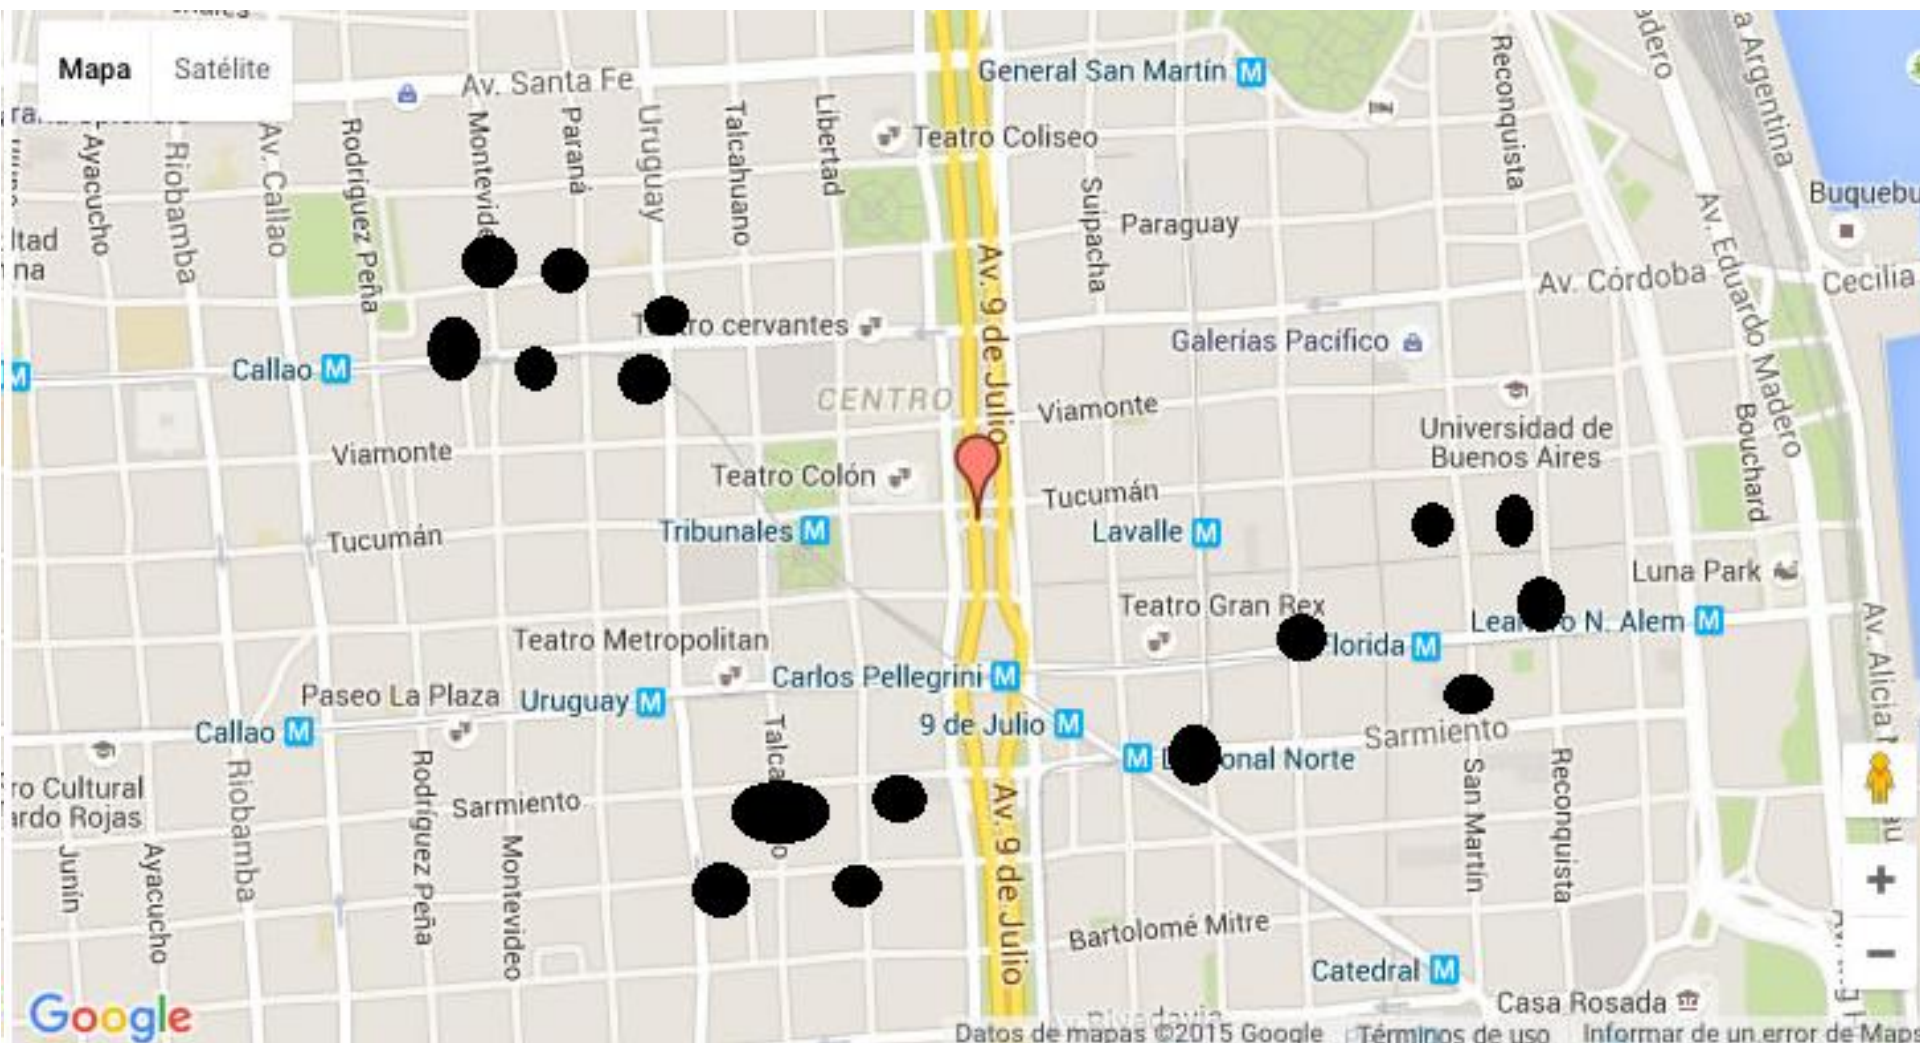 Mapa
Satélite
Av. Santa Fe
General San Martín
Teatro Coliseo
Ayacucho
Riobamba
Av. Callao
Rodríguez Peña
Paraná
Uruguay
Talcahuano
Libertad
Suipacha
Paraguay
Reconquista
Av. Eduardo Madero
Buquebu
Cecilia
Av. Córdoba
Av. 9 de Julio
cervantes
Galerías Pacífico
Callao
CENTRO
Viamonte
Viamonte
Universidad de
Buenos Aires
Bouchard
Teatro Colón
Tucumán
Tribunales
Lavalle
Tucumán
Luna Park
Teatro Gran Rex
N. Alem
Teatro Metropolitan
Carlos Pellegrini
Paseo La Plaza
Uruguay
9 de Julio
Callao
Sarmiento
onal Norte
ro Cultural
ardo Rojas
Riobamba
Rodríguez Peña
Sarmiento
Montevideo
Av. 9 de Julio
San Martín
Reconquista
Junín
Ayacucho
Bartolomé Mitre
Catedral
Casa Rosada
Google
Datos de mapas ©2015 Google
Términos de uso
Informar de un error de Maps